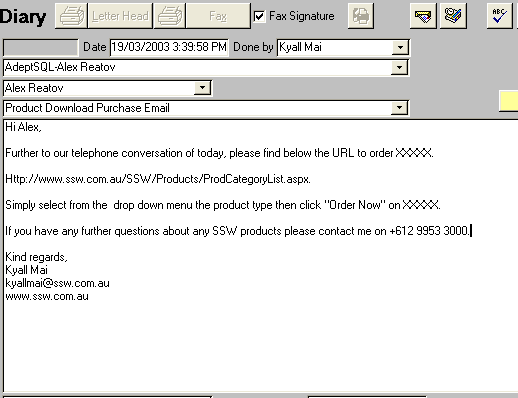 Diary Letter Head Fax Fax Signature ABC
Date 19/03/2003 3:39:58 PM Done by Kyall Mai
AdeptSQL-Alex Reatov
Alex Reatov
Product Download Purchase Email
Hi Alex,
Further to our telephone conversation of today, please find below the URL to order XXXXX.
Http://www.ssw.com.au/SSW/Products/ProdCategoryList.aspx.
Simply select from the drop down menu the product type then click "Order Now" on XXXXX.
If you have any further questions about any SSW products please contact me on +612 9953 3000.
Kind regards,
Kyall Mai
kyallmai@ssw.com.au
www.ssw.com.au